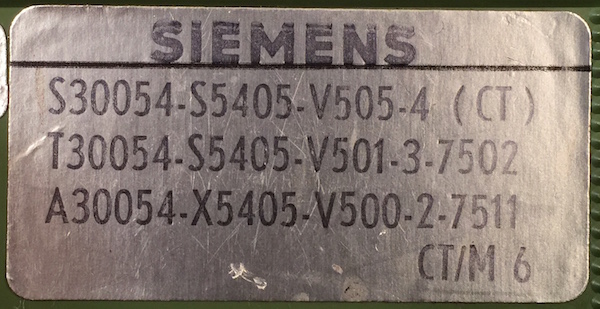 SIEMENS
S30054-S5405-V505-4 (CT)
T30054-S5405-V501-3-7502
A30054-X5405-V500-2-7511
CT/M 6